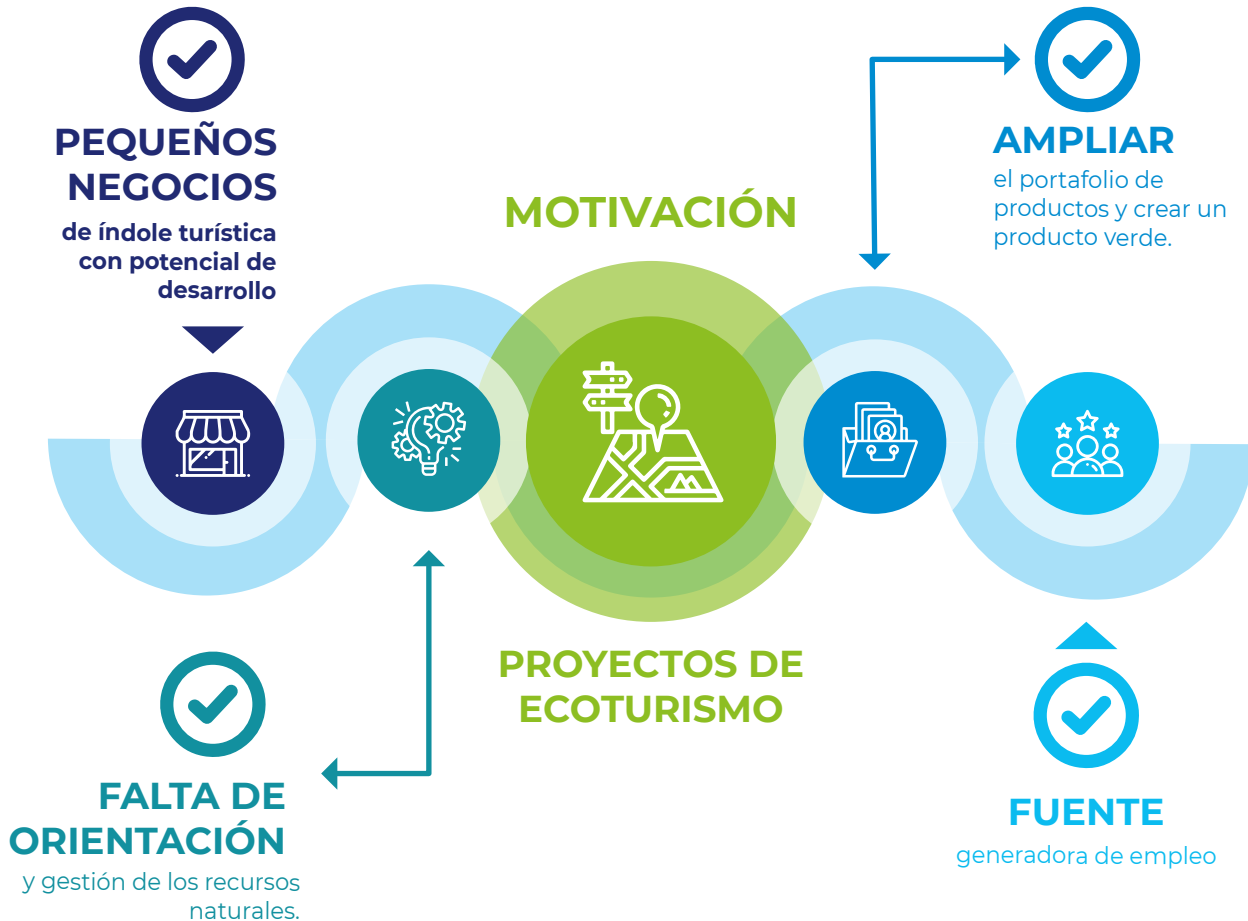 PEQUEÑOS
NEGOCIOS
de índole turística
con potencial de
desarrollo
MOTIVACIÓN
AMPLIAR
el portafolio de
productos y crear un
producto verde.
FALTA DE
ORIENTACIÓN
y gestión de los recursos
naturales.
PROYECTOS DE
ECOTURISMO
FUENTE
generadora de empleo